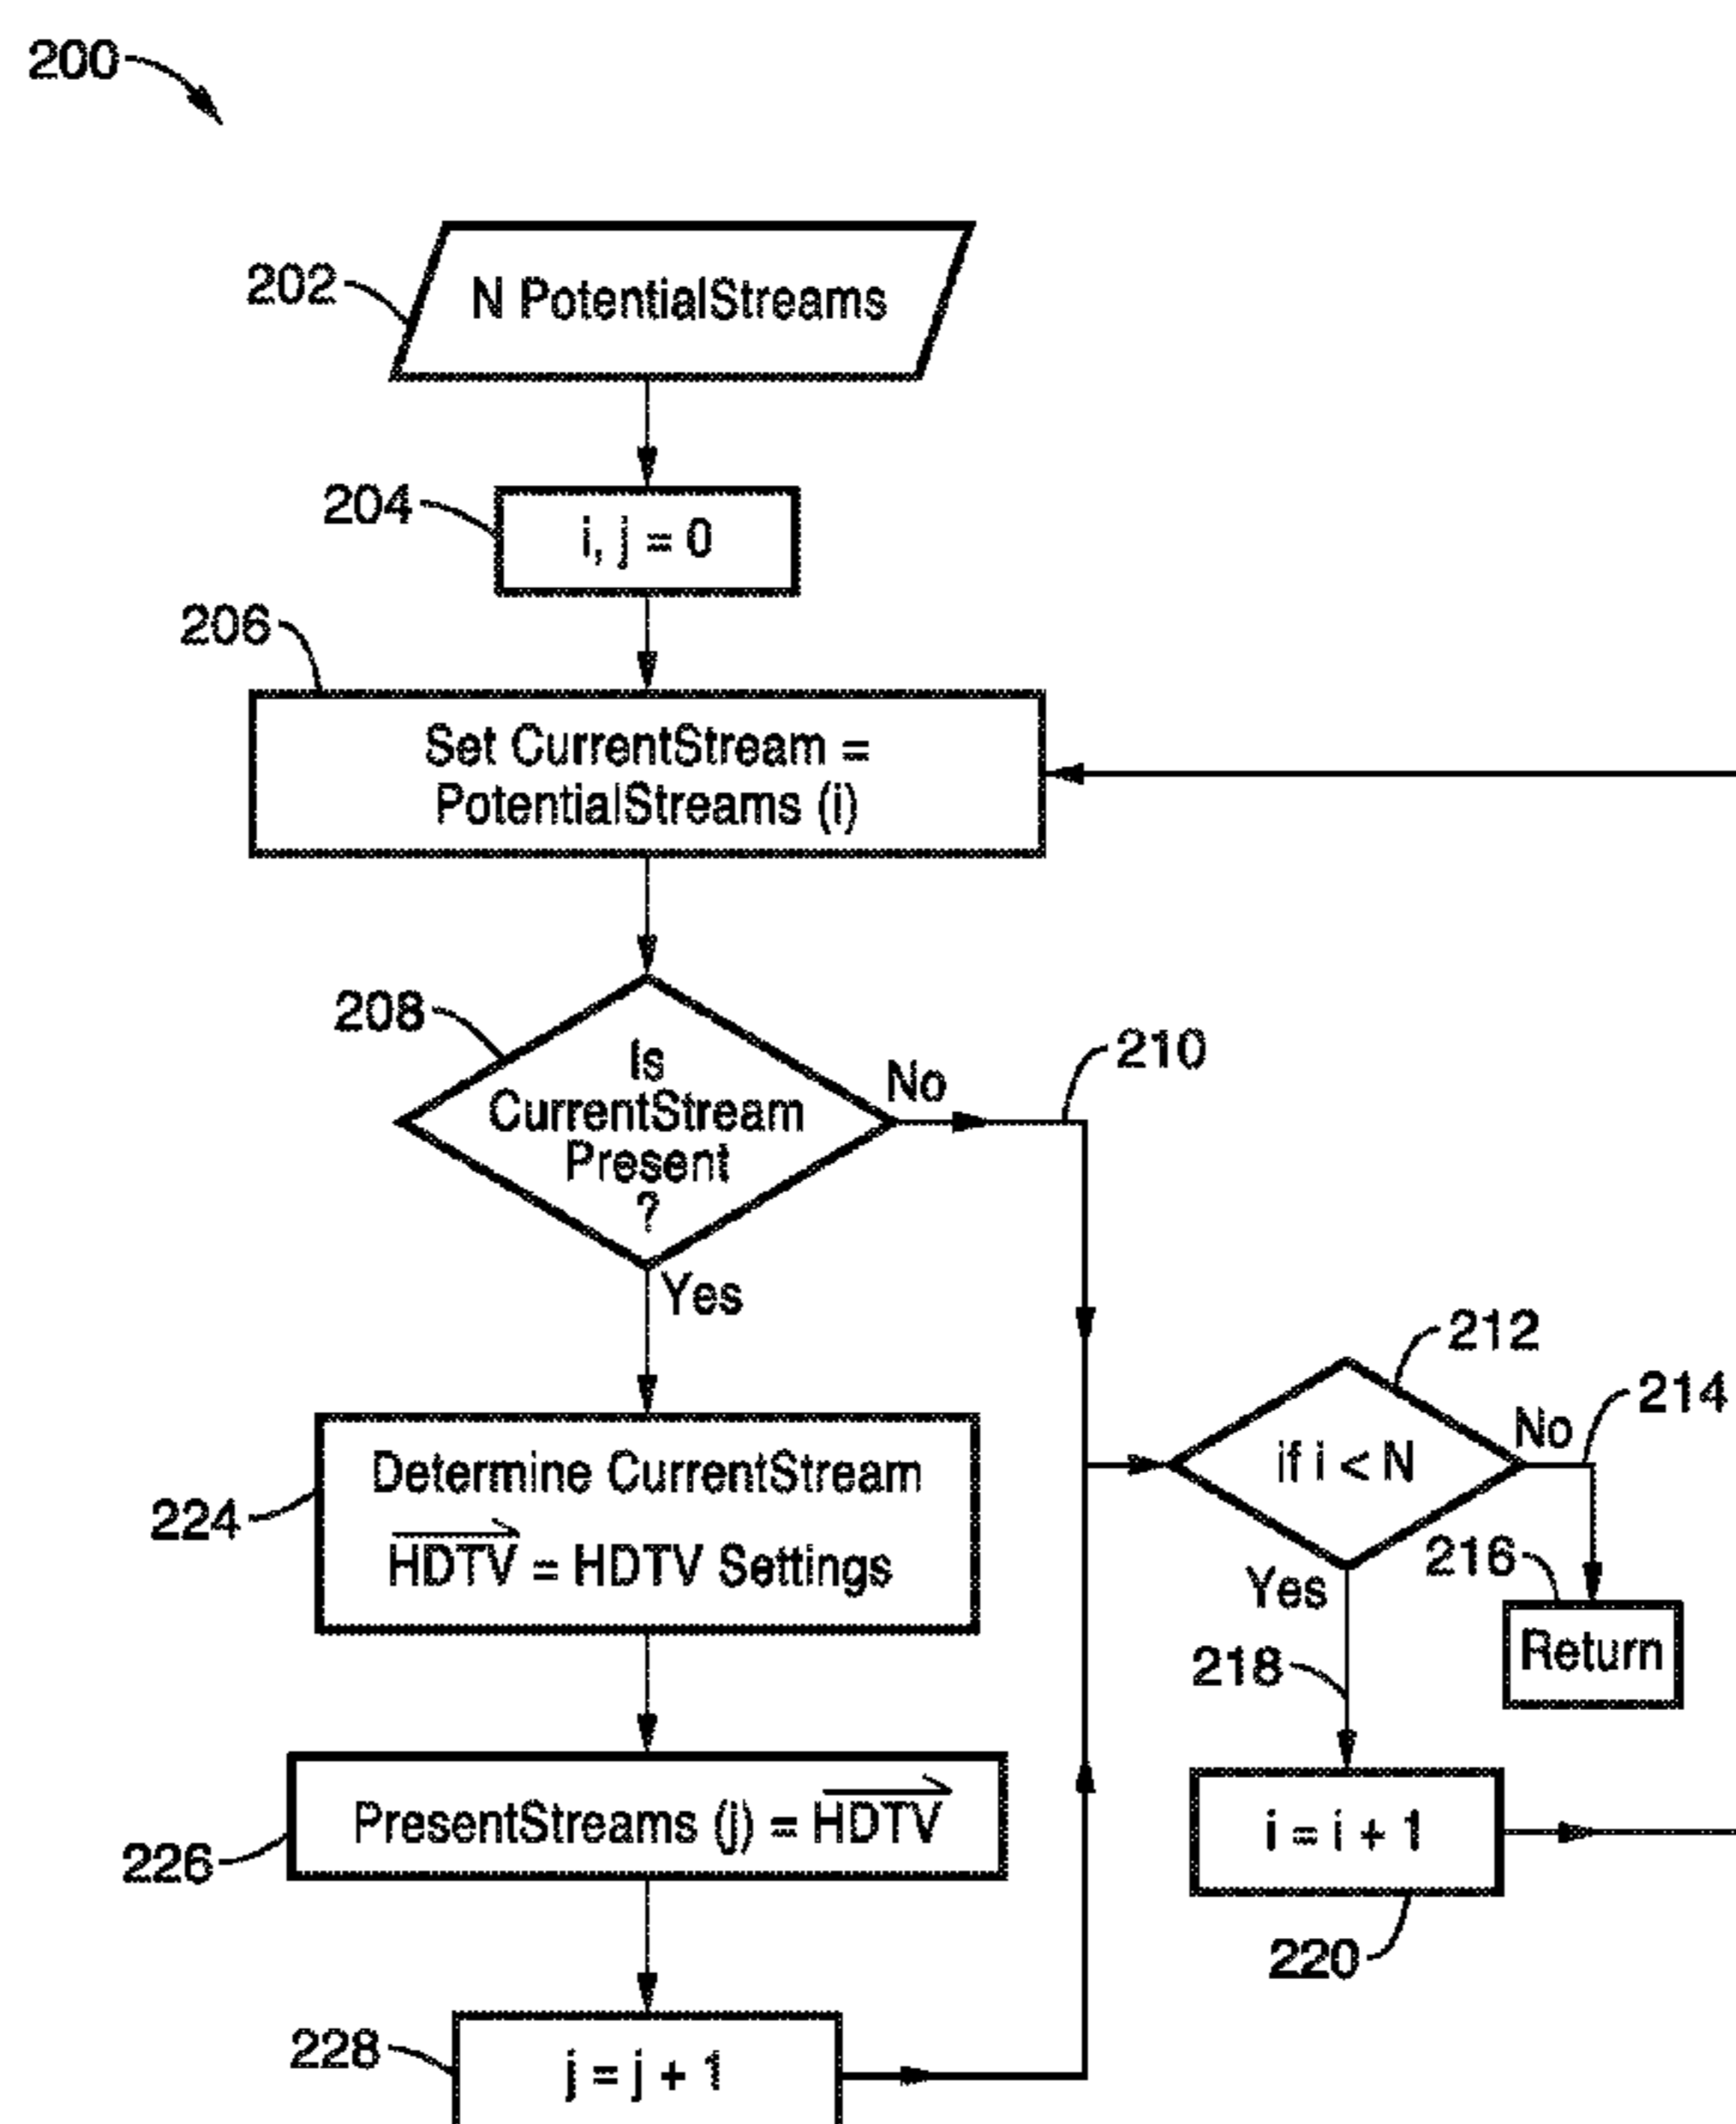 200
202
N PotentialStreams
204
i, j = 0
206
Set CurrentStream =
PotentialStreams (i)
208
Is
CurrentStream
Present
?
No
210
Yes
212
if i < N
No
214
216
Return
Yes
218
224
Determine CurrentStream
HDTV = HDTV Settings
226
PresentStreams (j) = HDTV
i = i + 1
220
228
j = j + 1